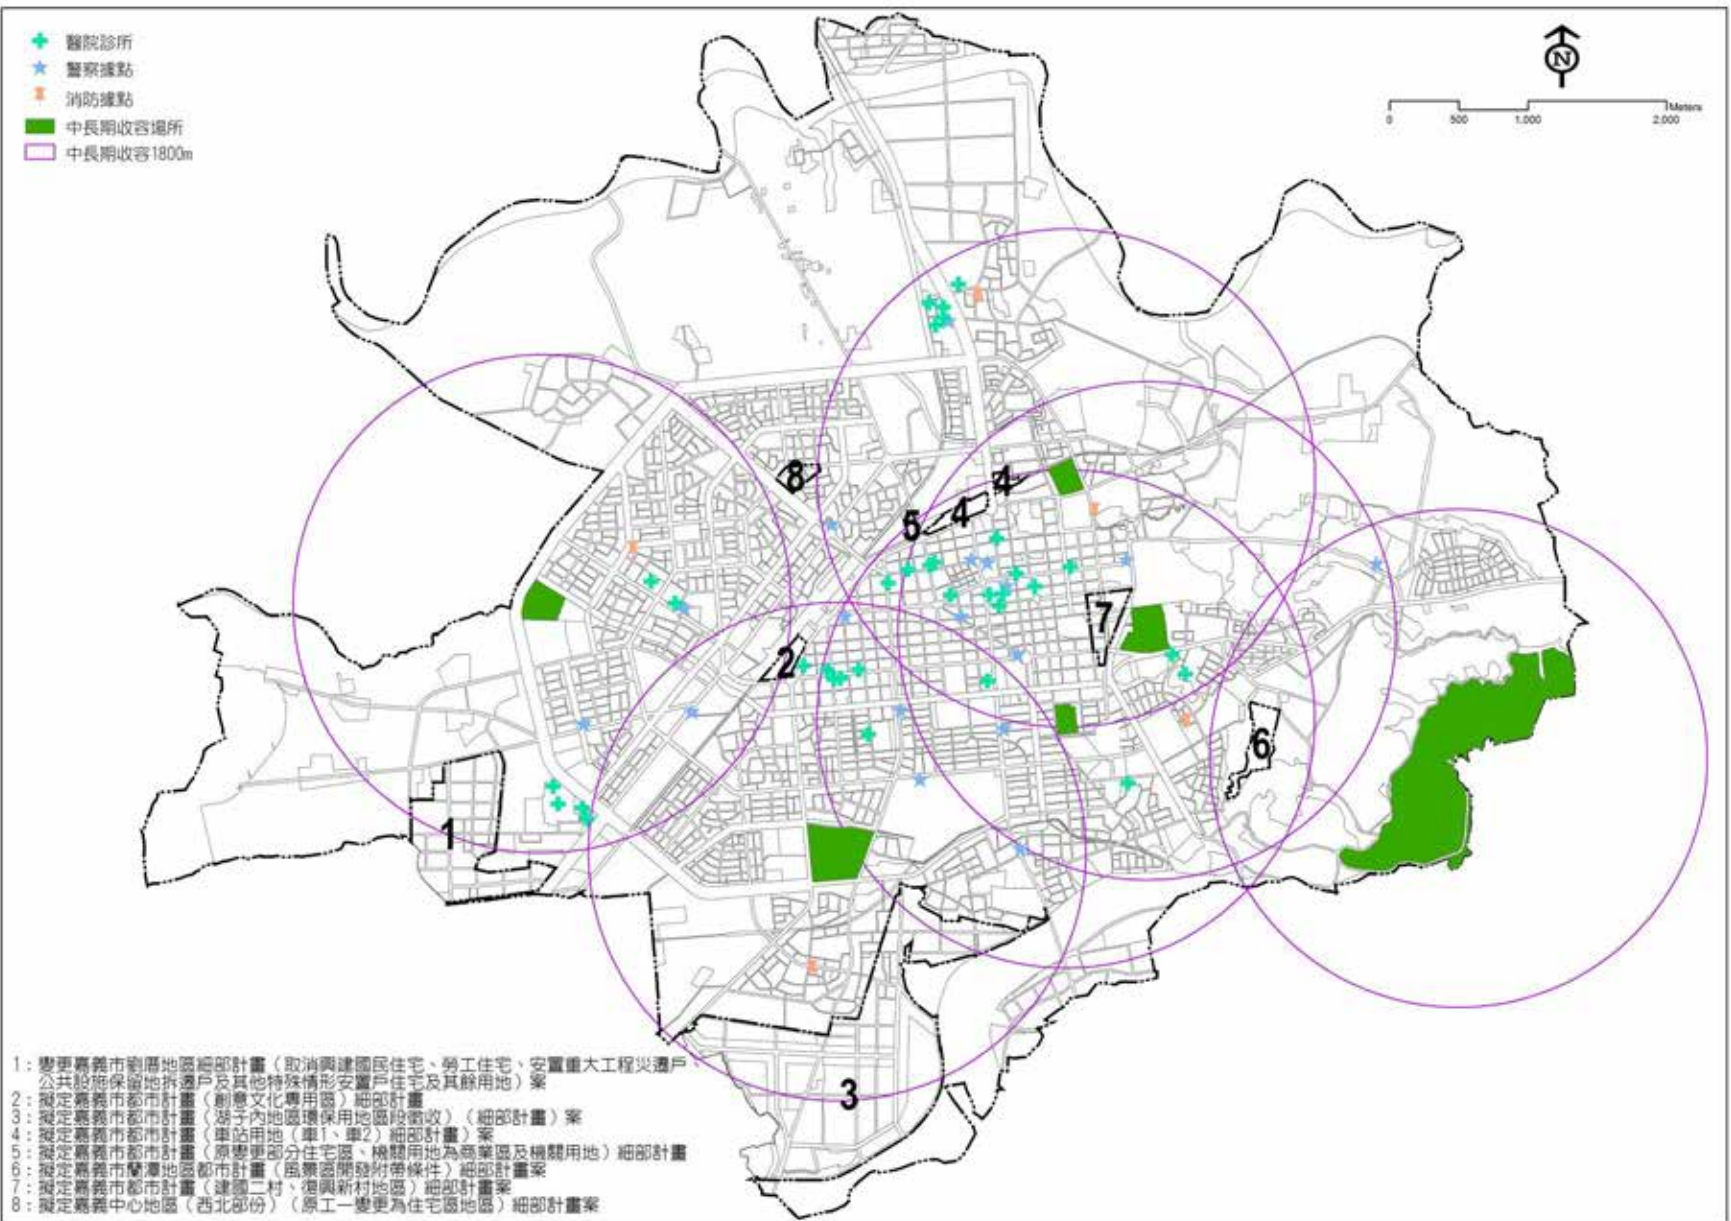 醫院診所
警察據點
消防據點
中長期收容場所
中長期收容1800m
N
Meters
0 500 1,000 2,000
8
4
5
4
7
2
6
1
3
1：變更嘉義市劉厝地區細部計畫（取消興建國民住宅、勞工住宅、安置重大工程災遷戶
公共設施保留地拆遷戶及其他特殊情形安置戶住宅及其餘用地）案
2：擬定嘉義市都市計畫（創意文化專用區）細部計畫
3：擬定嘉義市都市計畫（湖子內地區環保用地區段徵收）（細部計畫）案
4：擬定嘉義市都市計畫（車站用地（車1、車2）細部計畫）案
5：擬定嘉義市都市計畫（原變更部分住宅區、機關用地為商業區及機關用地）細部計畫
6：擬定嘉義市蘭潭地區都市計畫（風景區開發附帶條件）細部計畫案
7：擬定嘉義市都市計畫（建國二村、復興新村地區）細部計畫案
8：擬定嘉義中心地區（西北部份）（原工一變更為住宅區地區）細部計畫案